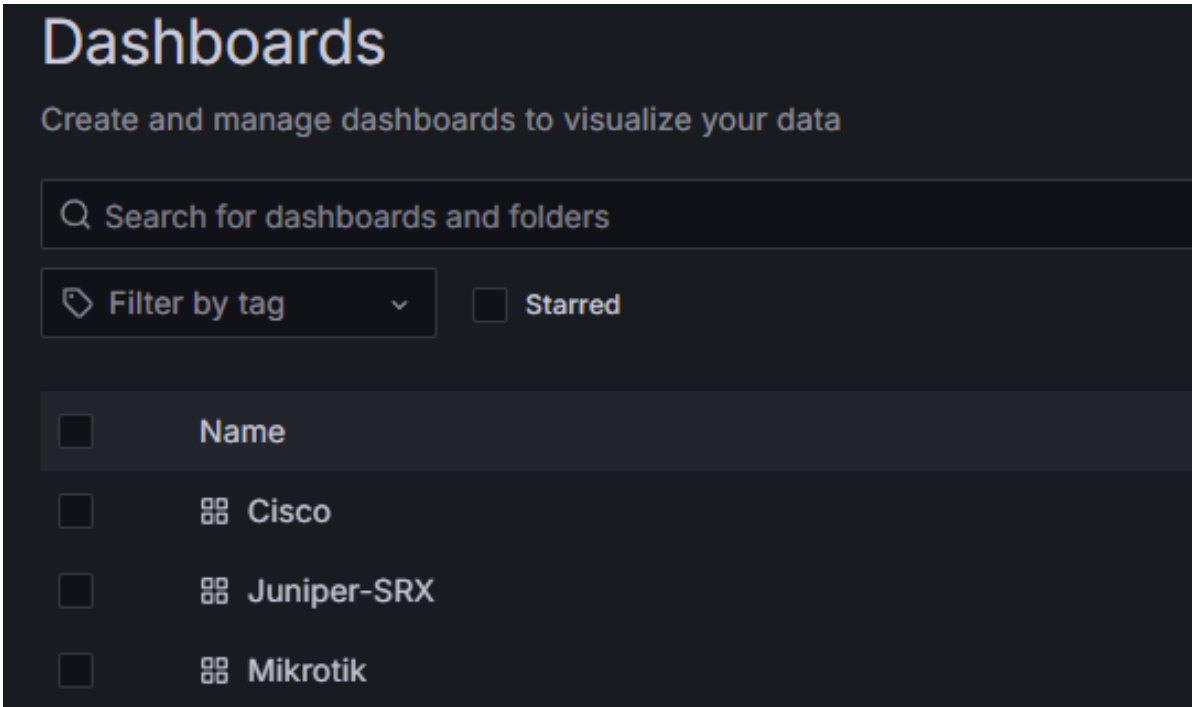 Dashboards
Create and manage dashboards to visualize your data
Search for dashboards and folders
Filter by tag Starred
Name
Cisco
Juniper-SRX
Mikrotik